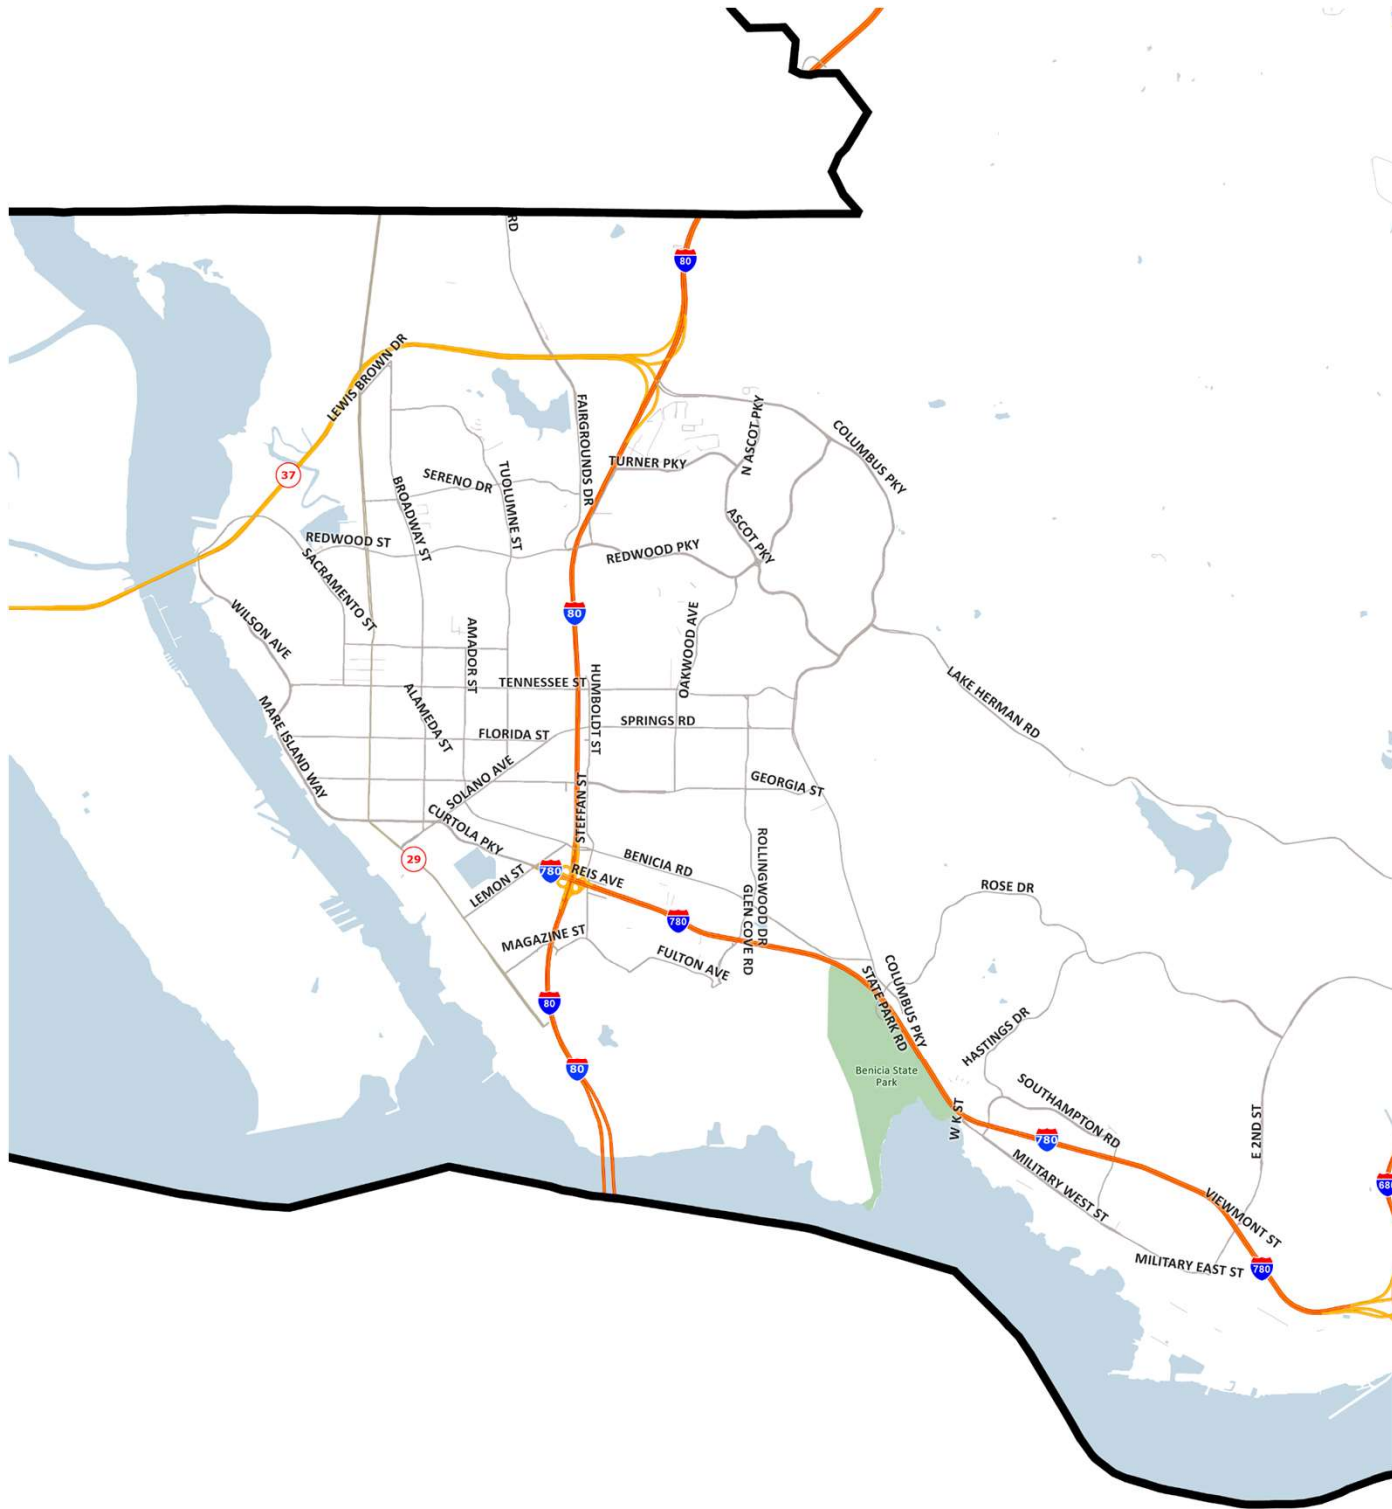 RD
80
LEWIS BROWN DR
37
FAIRGROUNDS DR
N ASCOT PKY
COLUMBUS PKY
TURNER PKY
SERENO DR
TUOLUMNE ST
BROADWAY ST
ASCOT PKY
REDWOOD ST
REDWOOD PKY
SACRAMENTO ST
WILSON AVE
80
AMADOR ST
OAKWOOD AVE
HUMBOLDT ST
TENNESSEE ST
LAKE HERMAN RD
MARE ISLAND WAY
ALAMEDA ST
FLORIDA ST
SPRINGS RD
SOLANO AVE
STEFFAN ST
GEORGIA ST
CURTOLA PKY
29
780
LEMON ST
REIS AVE
BENICIA RD
ROLLINGWOOD DR
GLEN COVE RD
ROSE DR
780
MAGAZINE ST
FULTON AVE
80
COLUMBUS PKY
STATE PARK RD
HASTINGS DR
80
Benicia State
Park
SOUTHAMPTON RD
W K ST
780
E 2ND ST
MILITARY WEST ST
680
VIEWMONT ST
MILITARY EAST ST
780